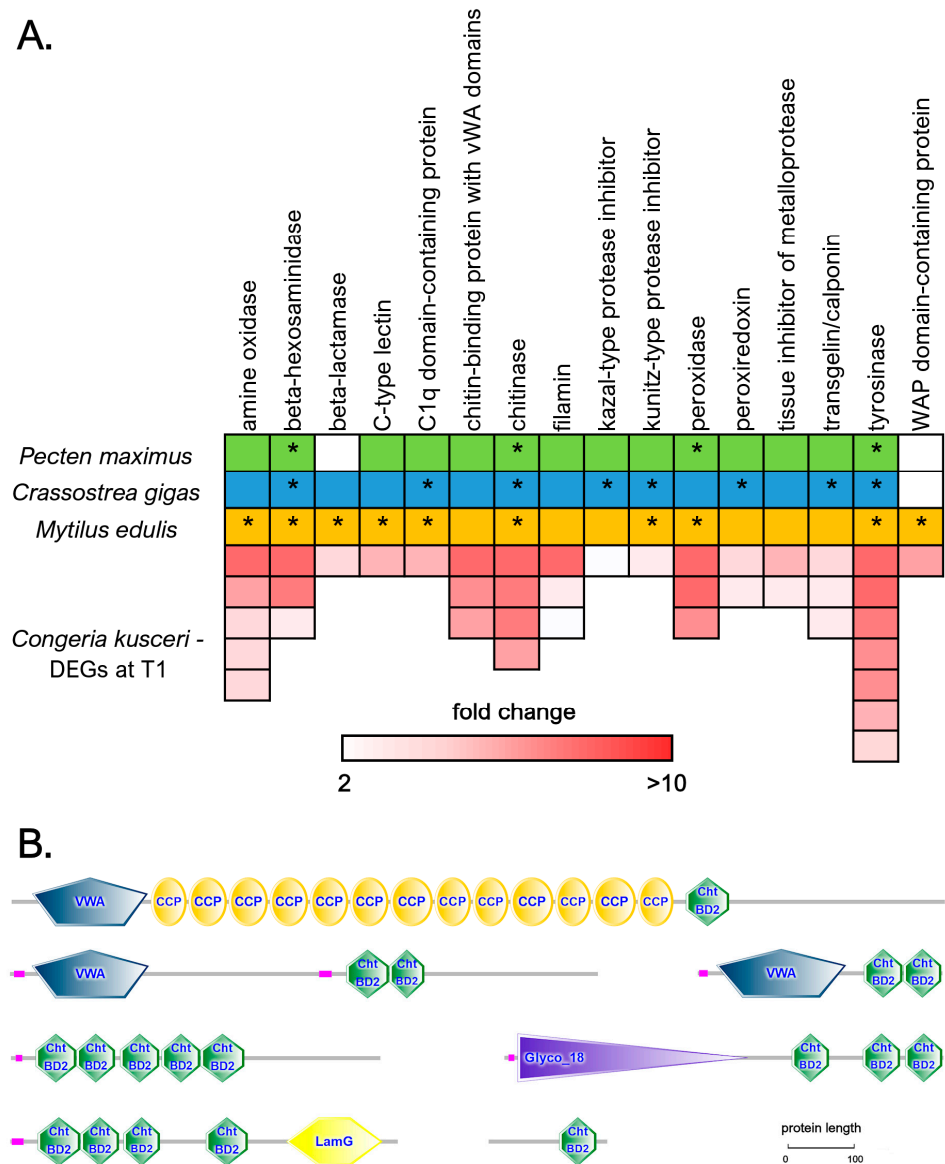 A.
amine oxidase
beta-hexosaminidase
beta-lactamase
C-type lectin
C1q domain-containing protein
chitin-binding protein with vWA domains
chitinase
filamin
kazal-type protease inhibitor
kunitz-type protease inhibitor
peroxidase
peroxiredoxin
tissue inhibitor of metalloprotease
transgelin/calponin
tyrosinase
WAP domain-containing protein
Pecten maximus * * * *
Crassostrea gigas * * * * * * * *
Mytilus edulis * * * * * * * * * *
Congeria kusceri -
DEGs at T1
fold change
2 >10
B.
VWA CCP CCP CCP CCP CCP CCP CCP CCP CCP CCP CCP CCP CCP Cht
BD2
VWA Cht Cht VWA Cht Cht
BD2 BD2 BD2 BD2
Cht Cht Cht Cht Cht Glyco_18 Cht Cht Cht
BD2 BD2 BD2 BD2 BD2 BD2 BD2 BD2
Cht Cht Cht Cht LamG Cht
BD2 BD2 BD2 BD2 BD2
protein length
0 100